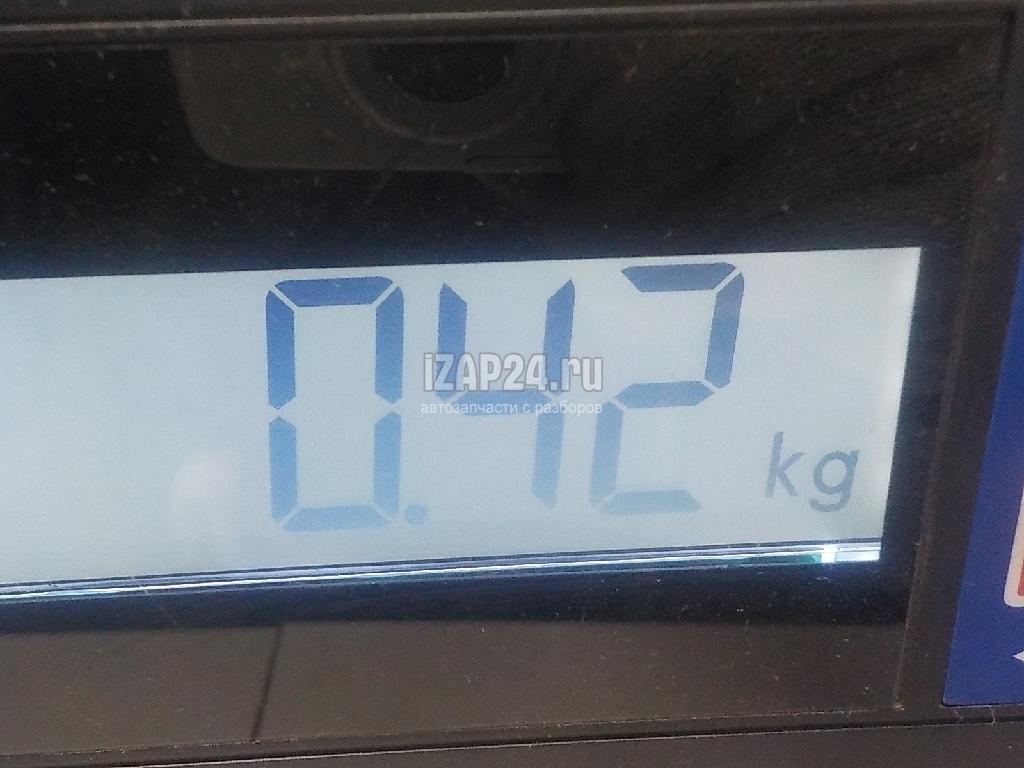 0.42 kg
iZAP24.ru
автозапчасти с разборов